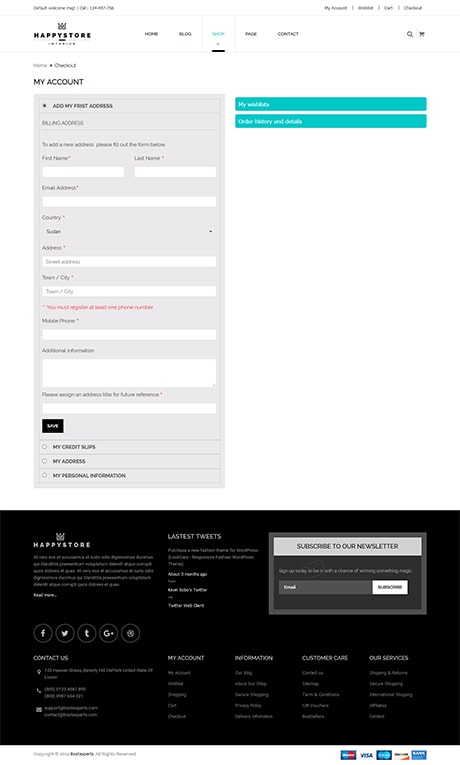 Default welcome msg! | Call : 124-457-756
My Account
Wishlist
Cart
Checkout
HAPPYSTORE
INTERIOR
HOME
BLOG
SHOP
PAGE
CONTACT
Home
Checkout
MY ACCOUNT
ADD MY FRIST ADDRESS
BILLING ADDRESS
To add a new address, please fill out the form below.
First Name *
Last Name *
Email Address *
Country *
Sudan
Address *
Street address
Town / City *
Town / City
** You must register at least one phone number.
Mobile Phone *
Additional information
Please assign an address title for future reference *
SAVE
MY CREDIT SLIPS
MY ADDRESS
MY PERSONAL INFORMATION
My wishlists
Order history and details
HAPPYSTORE
At vero eos et accusamus et iusto odio dignissimos ducimus
qui blanditiis praesentium voluptatum deleniti atque corrupti
quos dolores et quas. At vero eos et accusamus et iusto odio
dignissimos ducimus qui blanditiis praesentium voluptatum
deleniti atque corrupti quos dolores et quas.
Read more...
LASTEST TWEETS
Purchase a new Fashion theme for WordPress
Responsive Fashion WordPress
Theme)
About 3 months ago
Kevin Sobo's Twitter
Via
Twitter Web Client
SUBSCRIBE TO OUR NEWSLETTER
Sign up today to be in with a chance of winning something magic
Email
SUBSCRIBE
CONTACT US
Beverly Hill United State Of
(800) 0123 4567 890
(800) 0987 654 321
support@bootexperts.com
contact@bootexperts.com
MY ACCOUNT
My Account
Wishlist
Shopping
Cart
Checkout
INFORMATION
Our Blog
About Our Shop
Secure Shopping
Privacy Policy
Delivery Information
CUSTOMER CARE
Contact us
Sitemap
Term & Conditions
Gift Vouchers
BestSellers
OUR SERVICES
Shipping & Returns
Secure Shopping
International Shipping
Affiliates
Contact
Bootexperts. All Rights Reserved
VISA